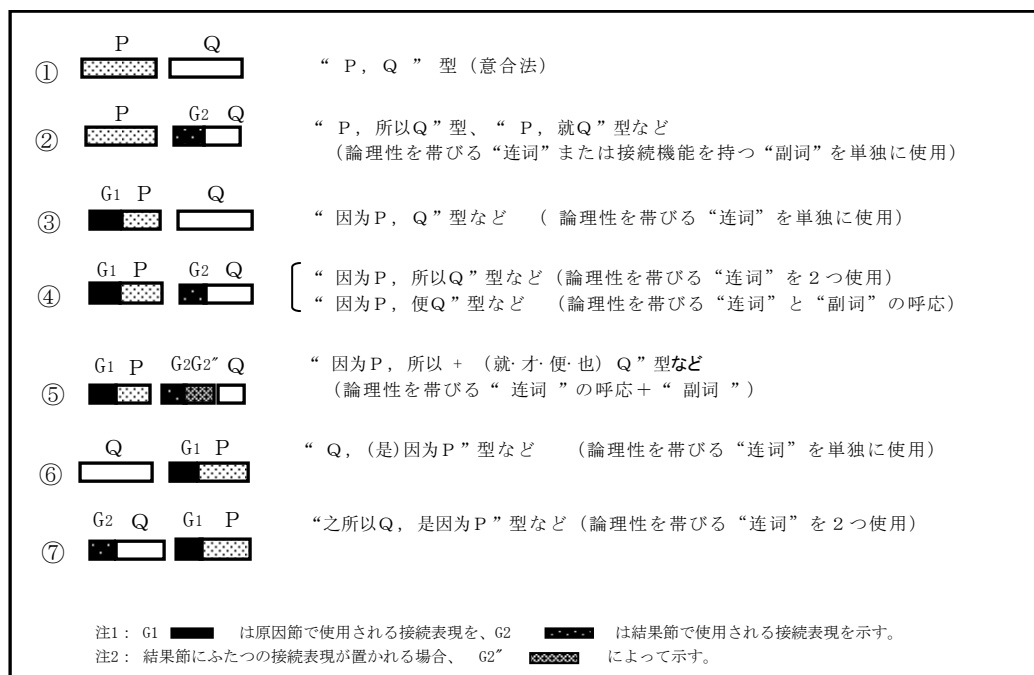 P Q
① “ P, Q ” 型 (意合法)
P G2 Q
② “ P, 所以Q”型、“ P, 就Q”型など
(論理性を帯びる“连词”または接続機能を持つ“副词”を単独に使用)
G1 P Q
③ “ 因为P, Q”型など ( 論理性を帯びる“连词”を単独に使用)
G1 P G2 Q
④ “ 因为P, 所以Q”型など (論理性を帯びる“连词”を２つ使用)
“ 因为P, 便Q”型など (論理性を帯びる“连词”と“副词”の呼応)
G1 P G2G2″ Q
⑤ “ 因为P, 所以 + (就·才·便·也) Q”型など
(論理性を帯びる“ 连词 ”の呼応＋“ 副词 ”)
Q G1 P
⑥ “ Q, (是)因为P”型など (論理性を帯びる“连词”を単独に使用)
G2 Q G1 P
⑦ “之所以Q, 是因为P”型など (論理性を帯びる“连词”を２つ使用)
注1: G1 は原因節で使用される接続表現を、G2 は結果節で使用される接続表現を示す。
注2: 結果節にふたつの接続表現が置かれる場合、 G2″ によって示す。